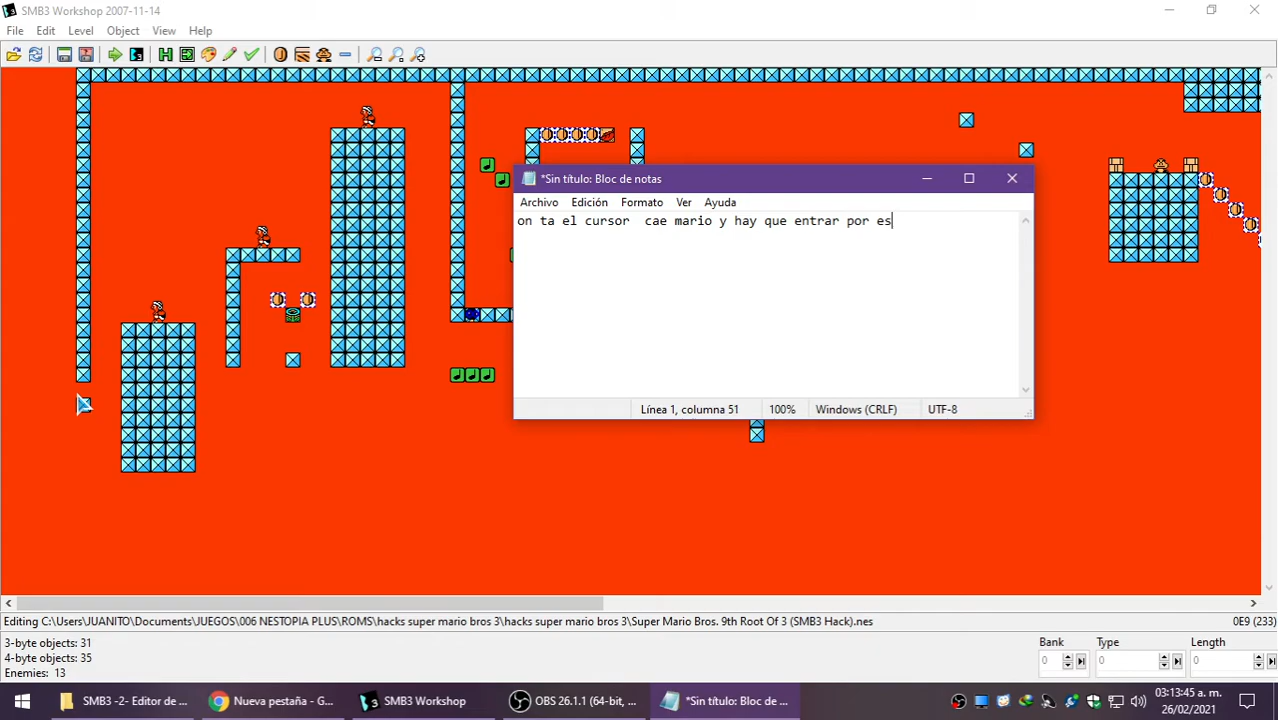 SMB3 Workshop 2007-11-14
File Edit Level Object View Help
*Sin título: Bloc de notas
Archivo Edición Formato Ver Ayuda
on ta el cursor  cae mario y hay que entrar por es
Línea 1, columna 51 100% Windows (CRLF) UTF-8
Editing C:\Users\JUANITO\Documents\JUEGOS\006 NESTOPIA PLUS\ROMS\hacks super mario bros 3\hacks super mario bros 3\Super Mario Bros. 9th Root Of 3 (SMB3 Hack).nes 0E9 (233)
3-byte objects: 31
4-byte objects: 35
Enemies: 13
Bank Type Length
0 0 0
SMB3 -2- Editor de ... Nueva pestaña - G... SMB3 Workshop OBS 26.1.1 (64-bit, ... *Sin título: Bloc de ... 03:13:45 a. m.
26/02/2021